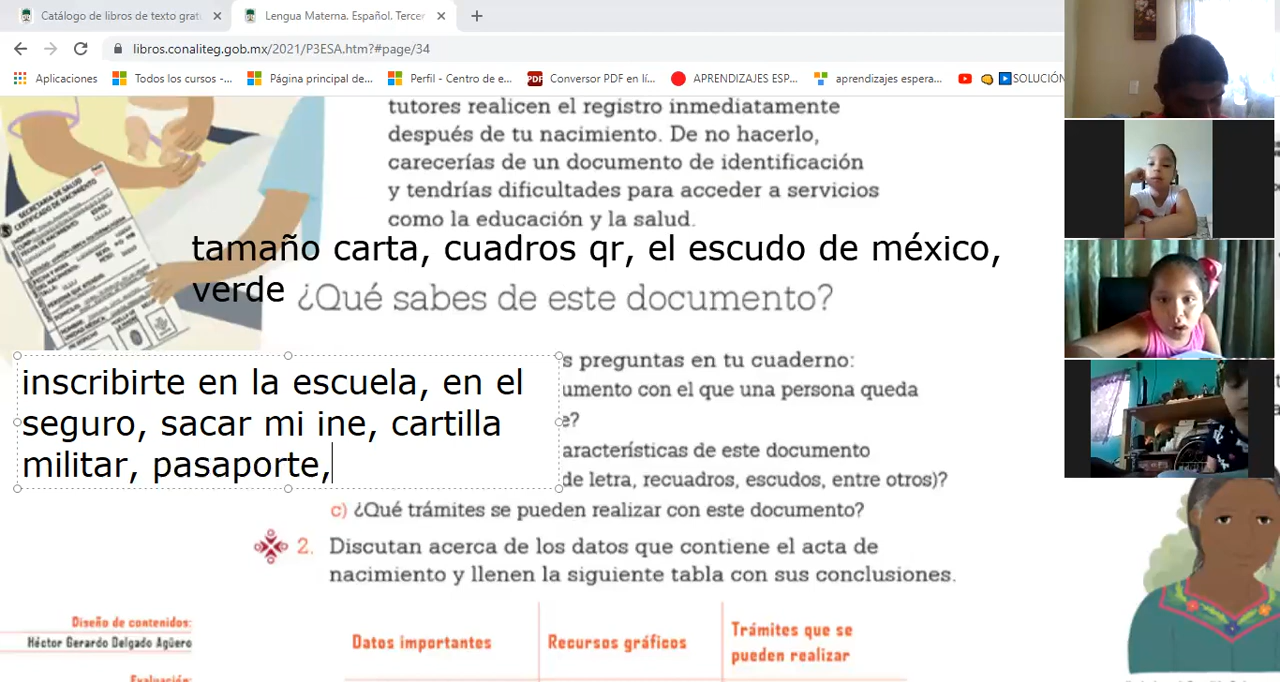 Catálogo de libros de texto grat
Lengua Materna. Español. Tercer
libros.conaliteg.gob.mx/2021/P3ESA.htm?#page/34
Aplicaciones
Todos los cursos -...
Página principal de...
Perfil - Centro de e...
PDF
Conversor PDF en lí...
APRENDIZAJES ESP...
aprendizajes espera...
SOLUCIÓN
tutores realicen el registro inmediatamente
después de tu nacimiento. De no hacerlo,
carecerías de un documento de identificación
y tendrías dificultades para acceder a servicios
como la educación y la salud.
SECRETARIA DE SALUD
CERTIFICADO DE NACIMIENTO
tamaño carta, cuadros qr, el escudo de méxico,
verde
¿Qué sabes de este documento?
inscribirte en la escuela, en el
seguro, sacar mi ine, cartilla
militar, pasaporte,
s preguntas en tu cuaderno:
umento con el que una persona queda
e?
aracterísticas de este documento
de letra, recuadros, escudos, entre otros)?
c) ¿Qué trámites se pueden realizar con este documento?
2. Discutan acerca de los datos que contiene el acta de
nacimiento y llenen la siguiente tabla con sus conclusiones.
Diseño de contenidos:
Héctor Gerardo Delgado Agüero
Evaluación:
Datos importantes
Recursos gráficos
Trámites que se
pueden realizar